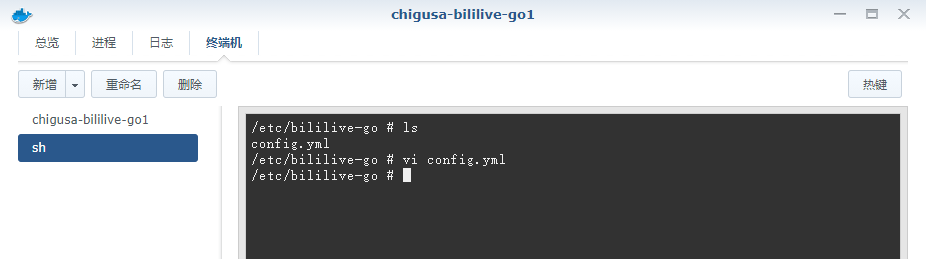 chigusa-bililive-go1
总览 进程 日志 终端机
新增 重命名 删除 热键
chigusa-bililive-go1
sh
/etc/bililive-go # ls
config.yml
/etc/bililive-go # vi config.yml
/etc/bililive-go #